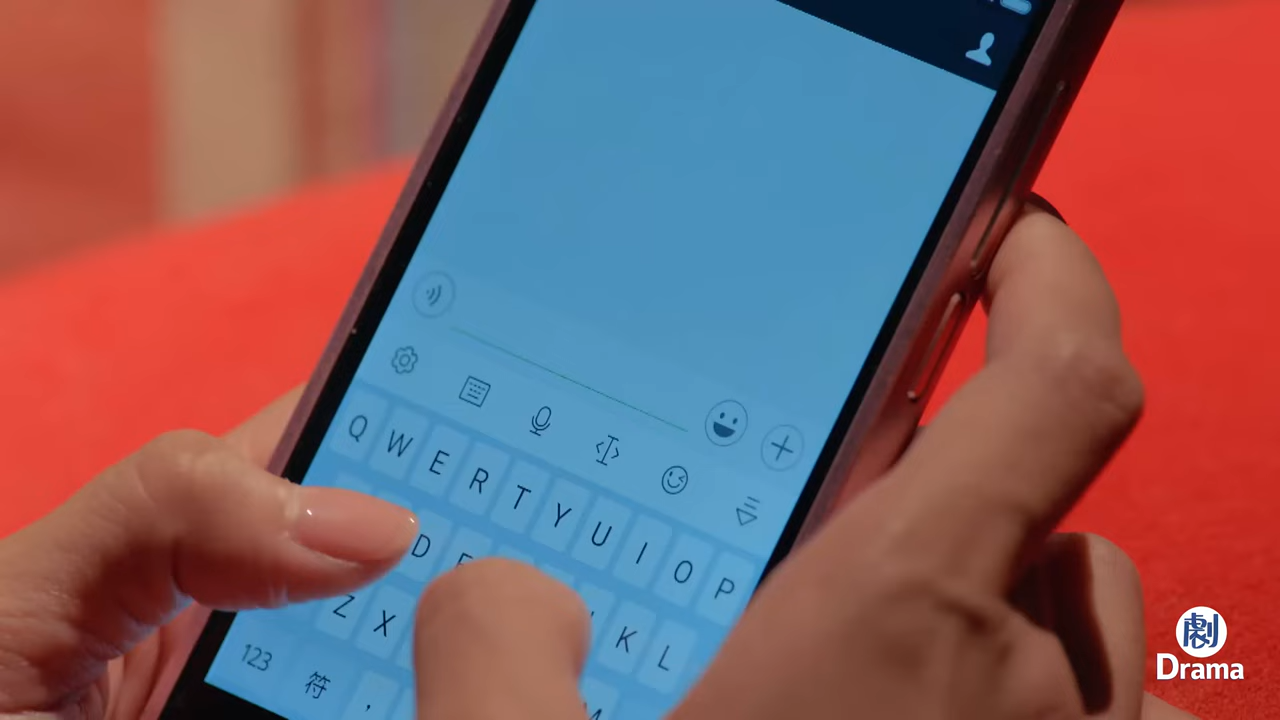 Q W E R T Y U I O P
D F K L
Z X M
123 符 ,
劇
Drama